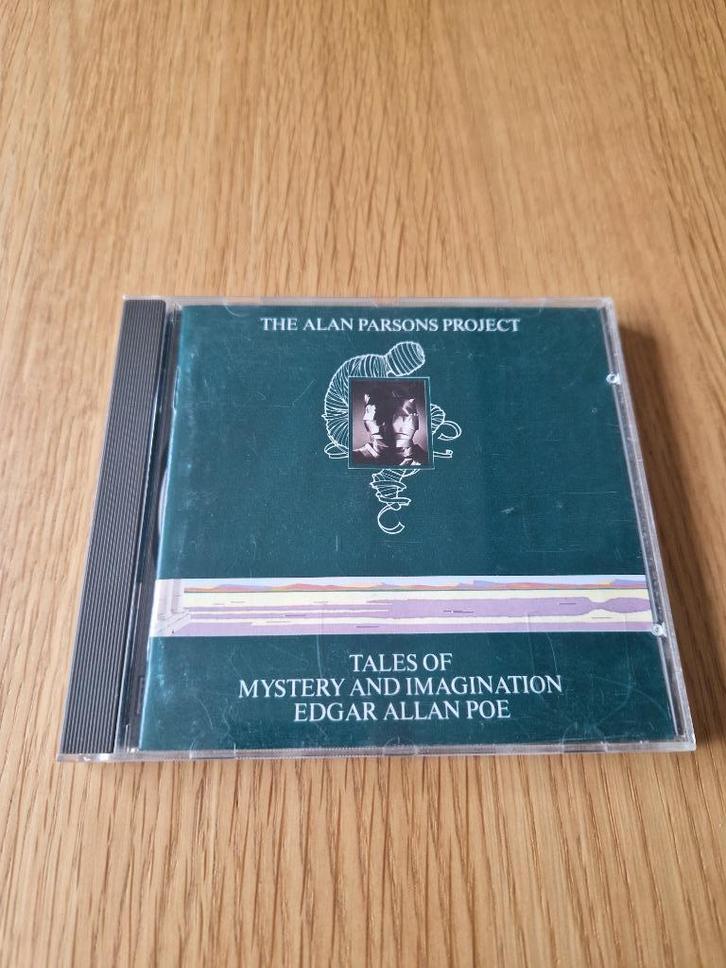 THE ALAN PARSONS PROJECT
TALES OF
MYSTERY AND IMAGINATION
EDGAR ALLAN POE